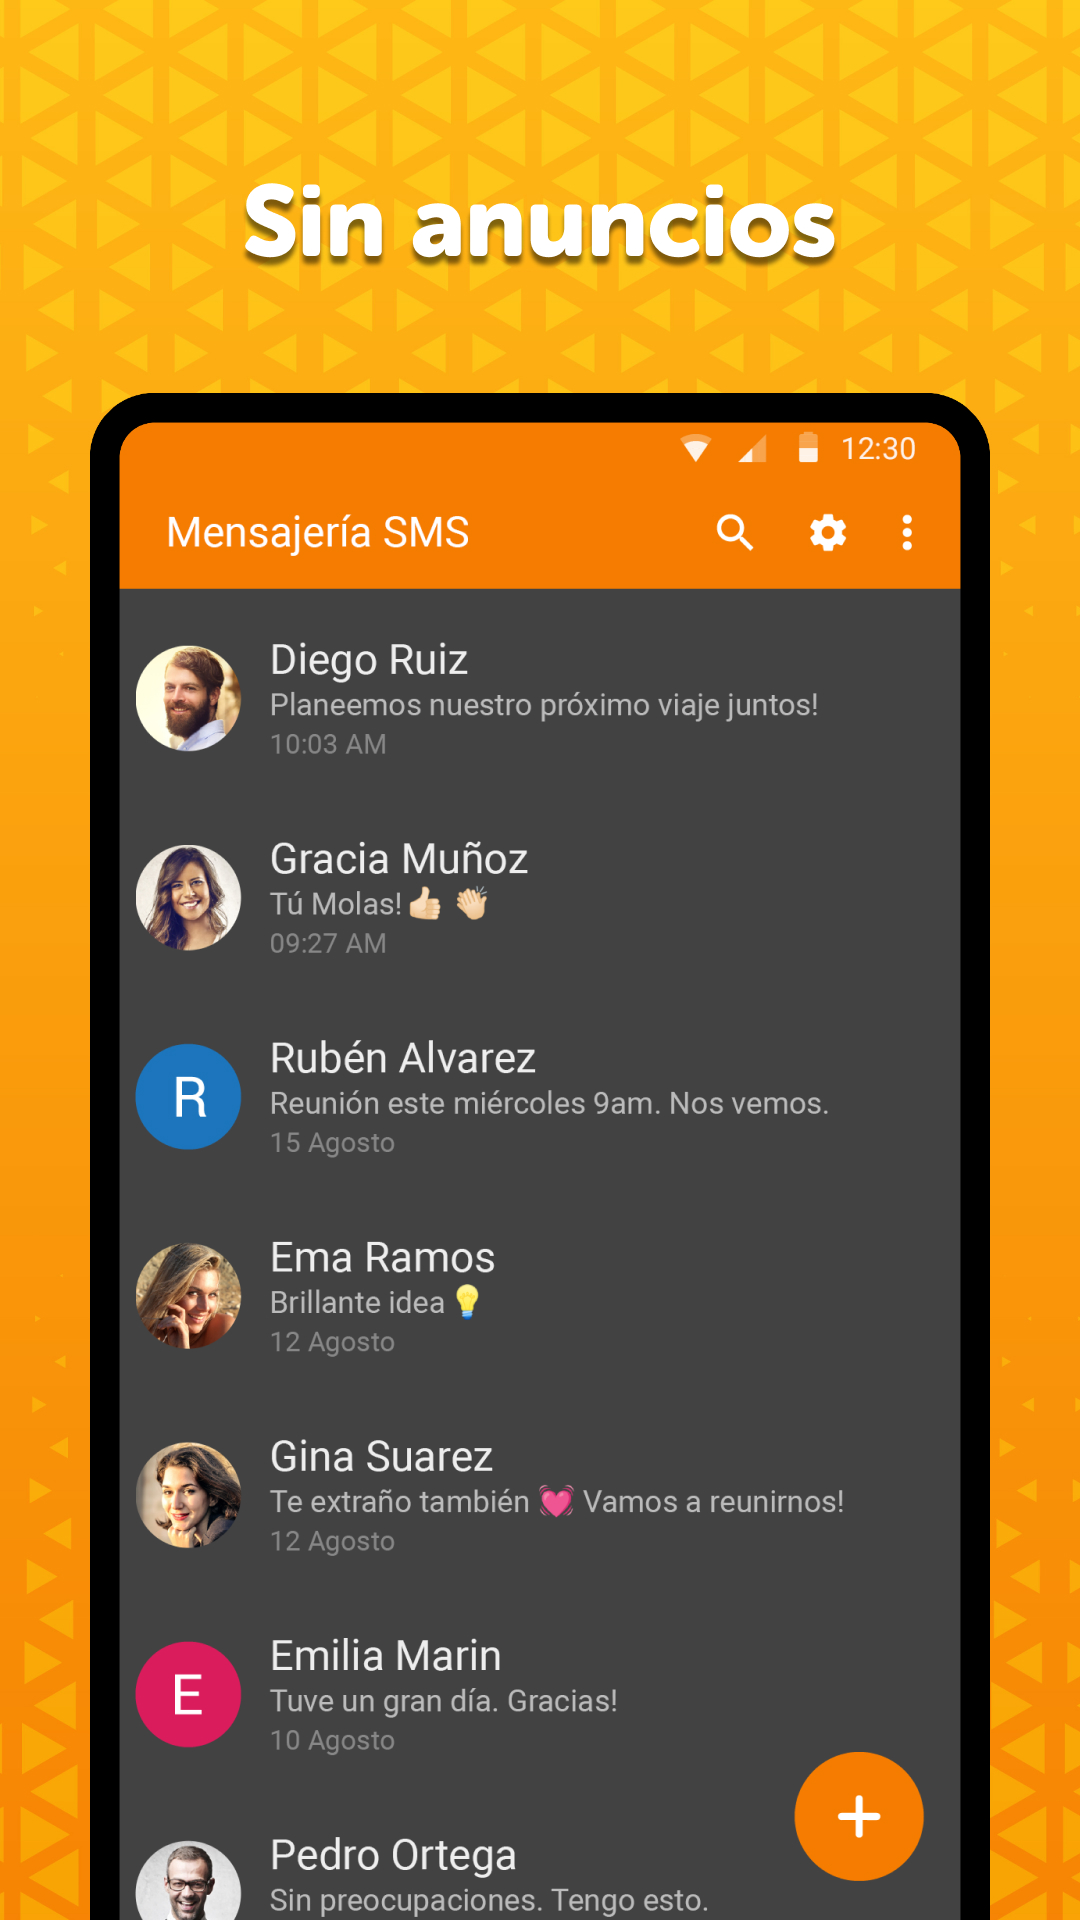 Sin anuncios
12:30
Mensajería SMS
Diego Ruiz
Planeemos nuestro próximo viaje juntos!
10:03 AM
Gracia Muñoz
Tú Molas!👍🏻 👏🏻
09:27 AM
R
Rubén Alvarez
Reunión este miércoles 9am. Nos vemos.
15 Agosto
Ema Ramos
Brillante idea 💡
12 Agosto
Gina Suarez
Te extraño también 💓 Vamos a reunirnos!
12 Agosto
E
Emilia Marin
Tuve un gran día. Gracias!
10 Agosto
Pedro Ortega
Sin preocupaciones. Tengo esto.